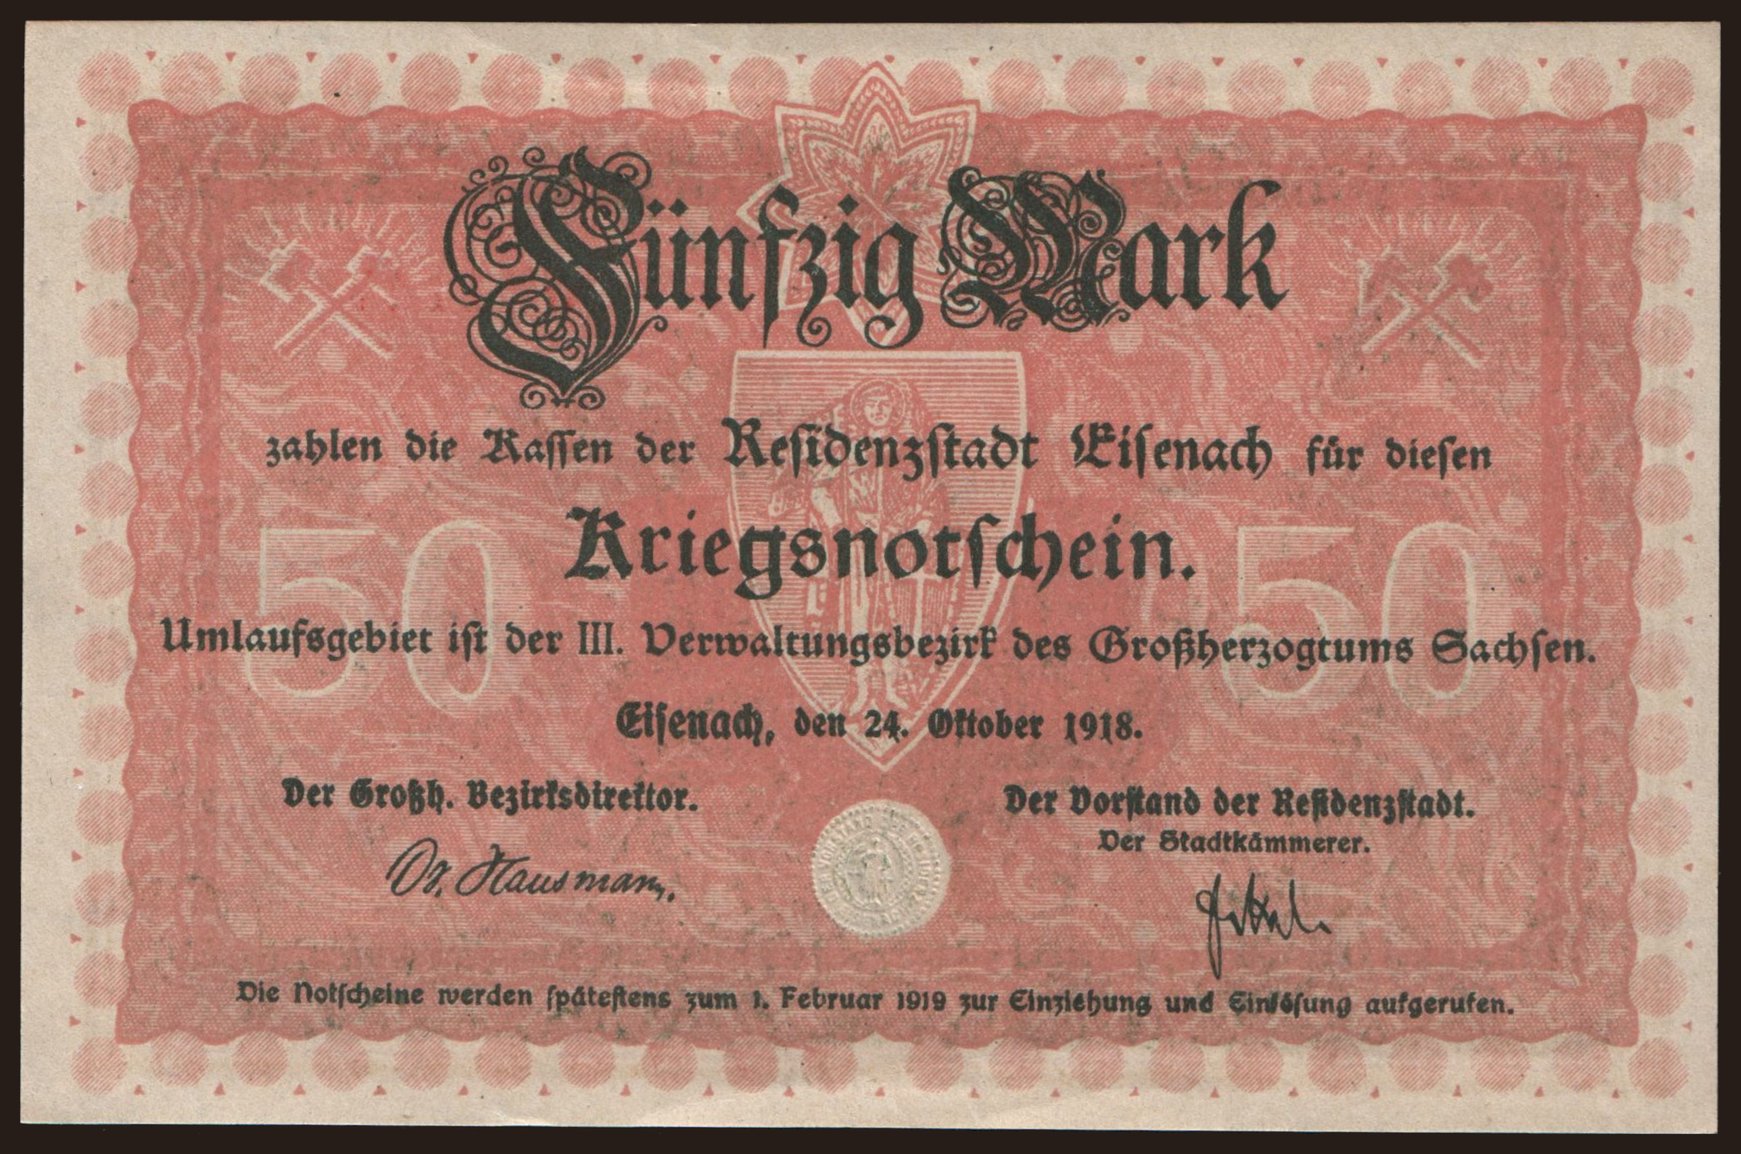 Fünfzig Mark
zahlen die Kassen der Residenzstadt Eisenach für diesen
Kriegsnotschein.
50 50
Umlaufsgebiet ist der III. Verwaltungsbezirk des Großherzogtums Sachsen.
Eisenach, den 24. Oktober 1918.
Der Großh. Bezirksdirektor. Der Vorstand der Residenzstadt.
Der Stadtkämmerer.
Dr. Hausmann.
Die Notscheine werden spätestens zum 1. Februar 1919 zur Einziehung und Einlösung aufgerufen.